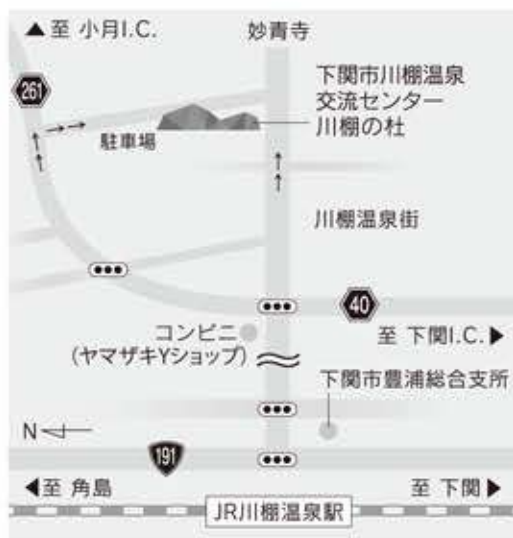 ▲至 小月I.C.
妙青寺
261
下関市川棚温泉
交流センター
川棚の杜
駐車場
川棚温泉街
40
コンビニ
(ヤマザキYショップ)
至 下関I.C.▶
下関市豊浦総合支所
N
191
◀至 角島
至 下関▶
JR川棚温泉駅